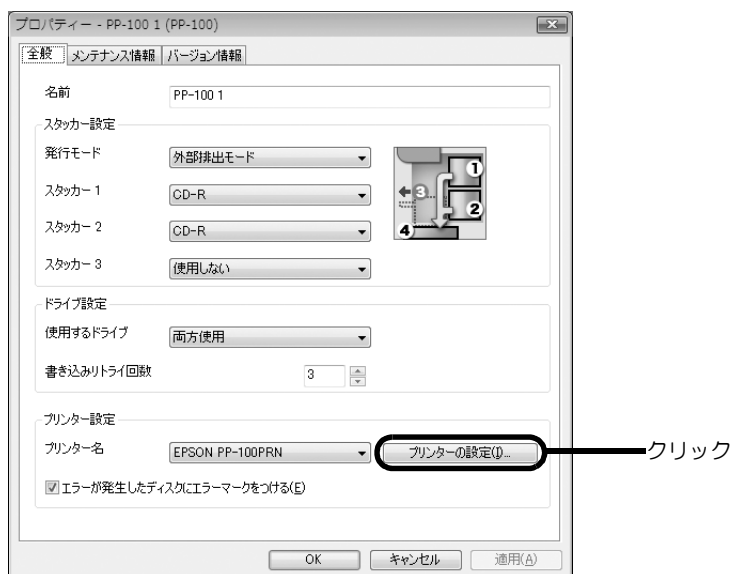 プロパティー - PP-100 1 (PP-100)
全般 メンテナンス情報 バージョン情報
名前 PP-100 1
スタッカー設定
発行モード 外部排出モード
スタッカー 1 CD-R
スタッカー 2 CD-R
スタッカー 3 使用しない
1
3
2
4
ドライブ設定
使用するドライブ 両方使用
書き込みリトライ回数 3
プリンター設定
プリンター名 EPSON PP-100PRN プリンターの設定(I)... クリック
エラーが発生したディスクにエラーマークをつける(E)
OK キャンセル 適用(A)